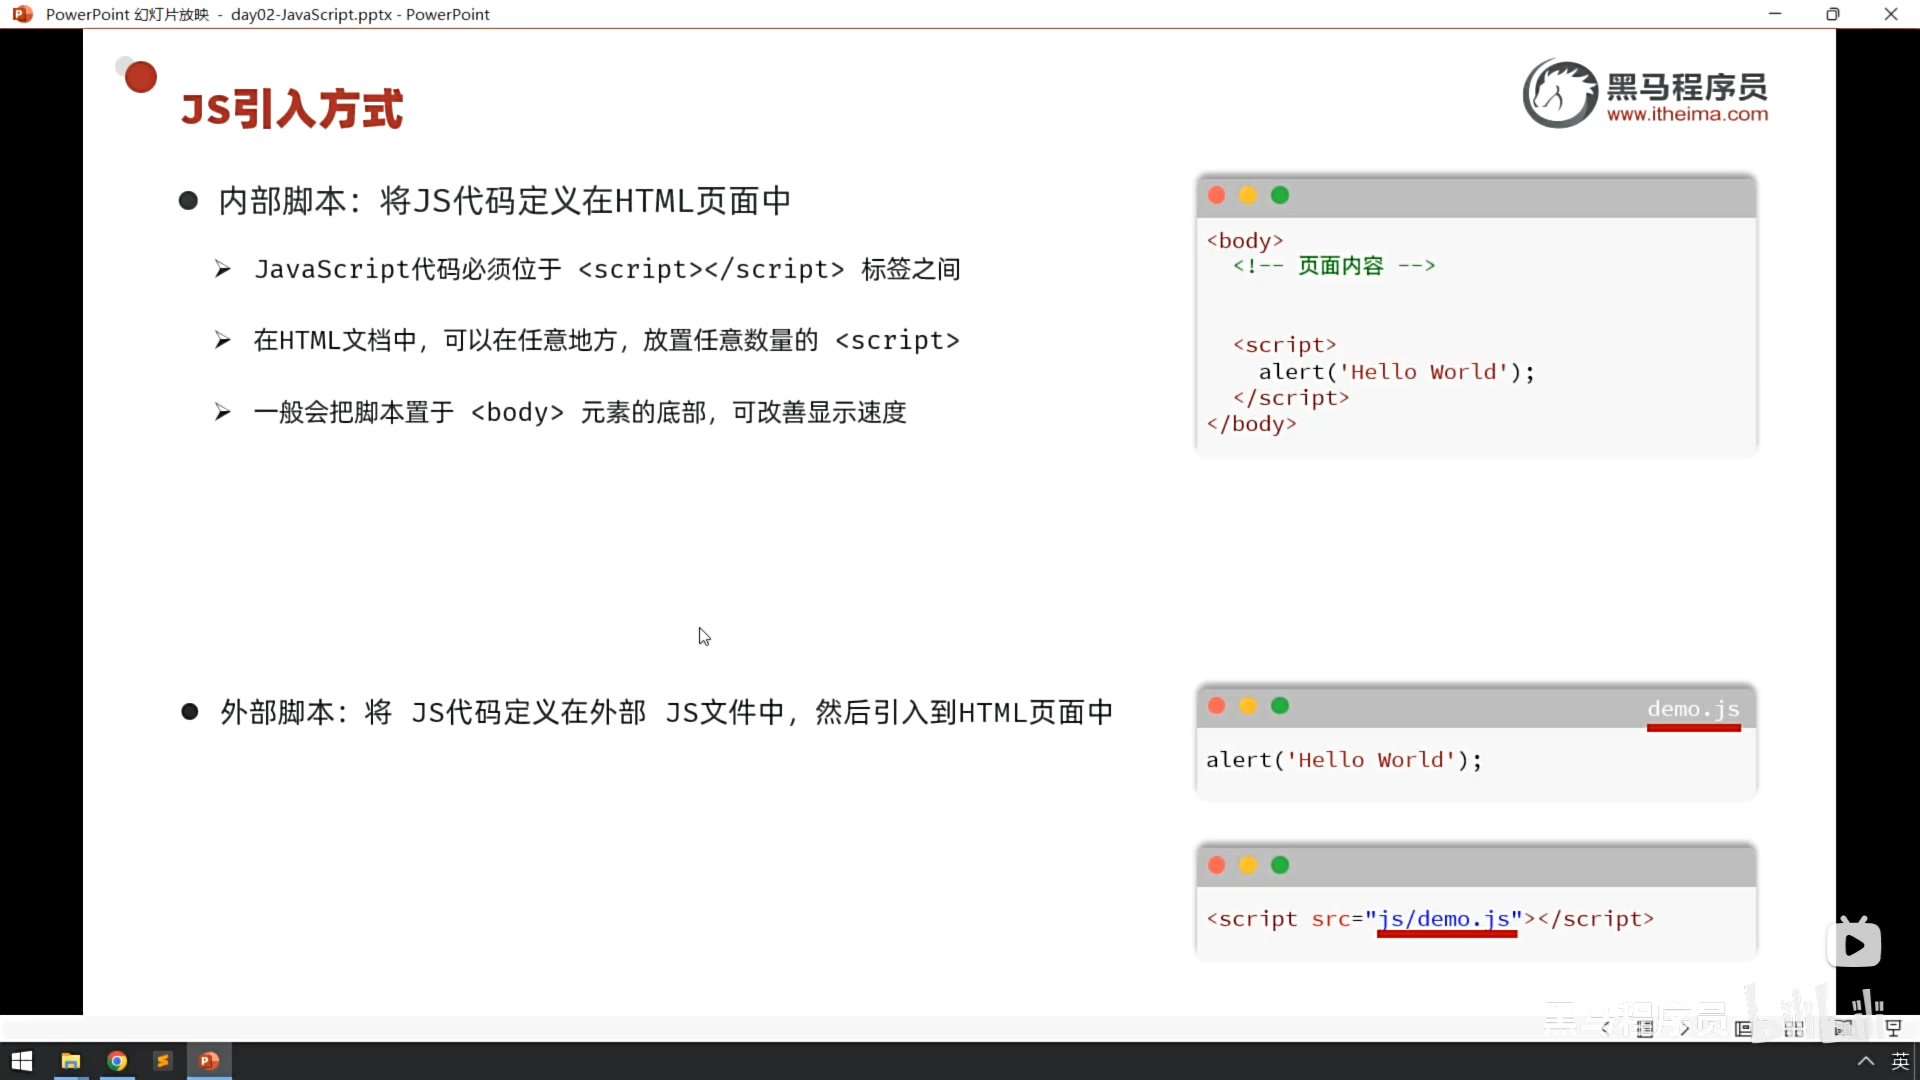 PowerPoint 幻灯片放映 - day02-JavaScript.pptx - PowerPoint
JS引入方式
黑马程序员
www.itheima.com
内部脚本：将JS代码定义在HTML页面中
JavaScript代码必须位于 <script></script> 标签之间
在HTML文档中，可以在任意地方，放置任意数量的 <script>
一般会把脚本置于 <body> 元素的底部，可改善显示速度
<body>
<!-- 页面内容 -->
<script>
alert('Hello World');
</script>
</body>
外部脚本：将 JS代码定义在外部 JS文件中，然后引入到HTML页面中
demo.js
alert('Hello World');
<script src="js/demo.js"></script>
黑马程序员 bilibili
英